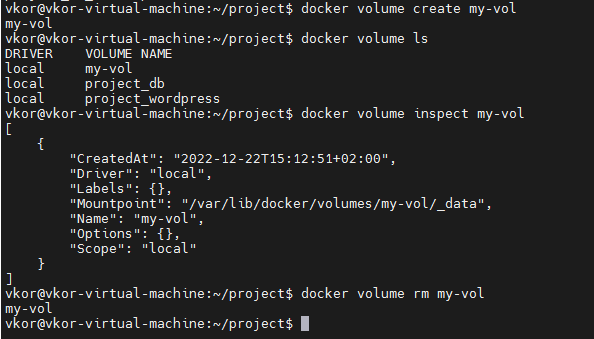 vkor@vkor-virtual-machine:~/project$ docker volume create my-vol
my-vol
vkor@vkor-virtual-machine:~/project$ docker volume ls
DRIVER    VOLUME NAME
local     my-vol
local     project_db
local     project_wordpress
vkor@vkor-virtual-machine:~/project$ docker volume inspect my-vol
[
    {
        "CreatedAt": "2022-12-22T15:12:51+02:00",
        "Driver": "local",
        "Labels": {},
        "Mountpoint": "/var/lib/docker/volumes/my-vol/_data",
        "Name": "my-vol",
        "Options": {},
        "Scope": "local"
    }
]
vkor@vkor-virtual-machine:~/project$ docker volume rm my-vol
my-vol
vkor@vkor-virtual-machine:~/project$